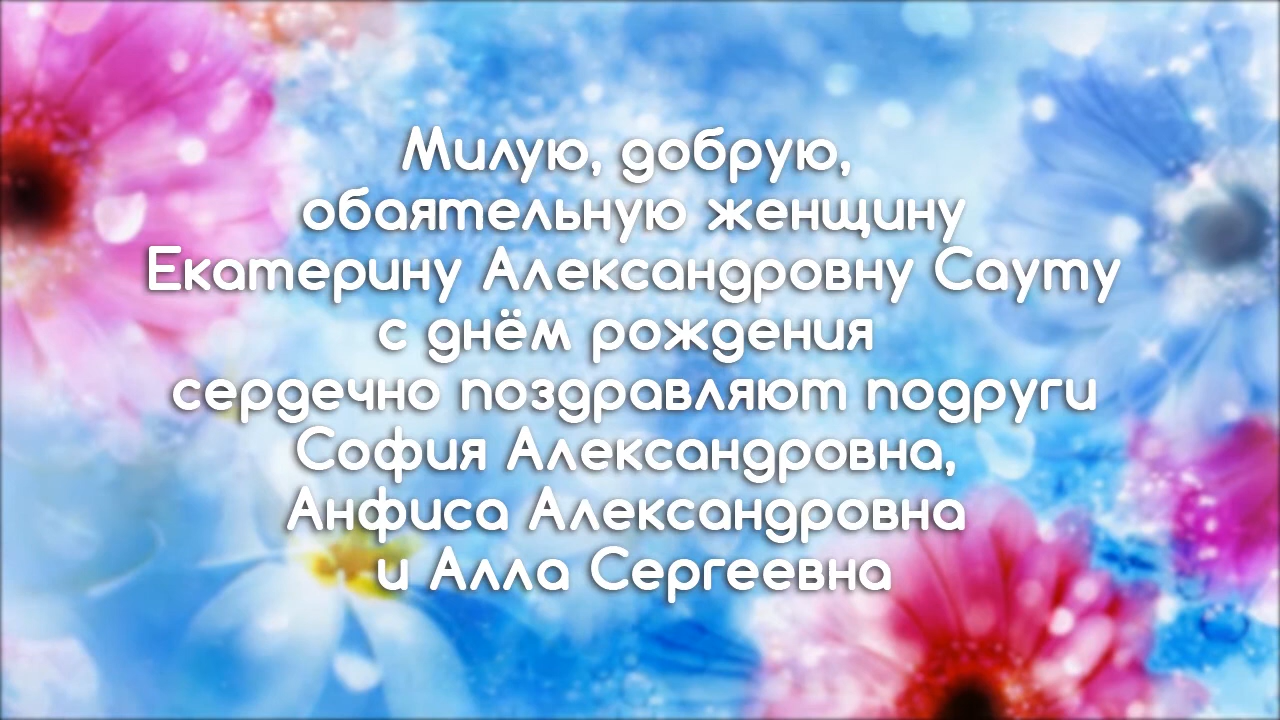 Милую, добрую,
обаятельную женщину
Екатерину Александровну Сауту
с днём рождения
сердечно поздравляют подруги
София Александровна,
Анфиса Александровна
и Алла Сергеевна